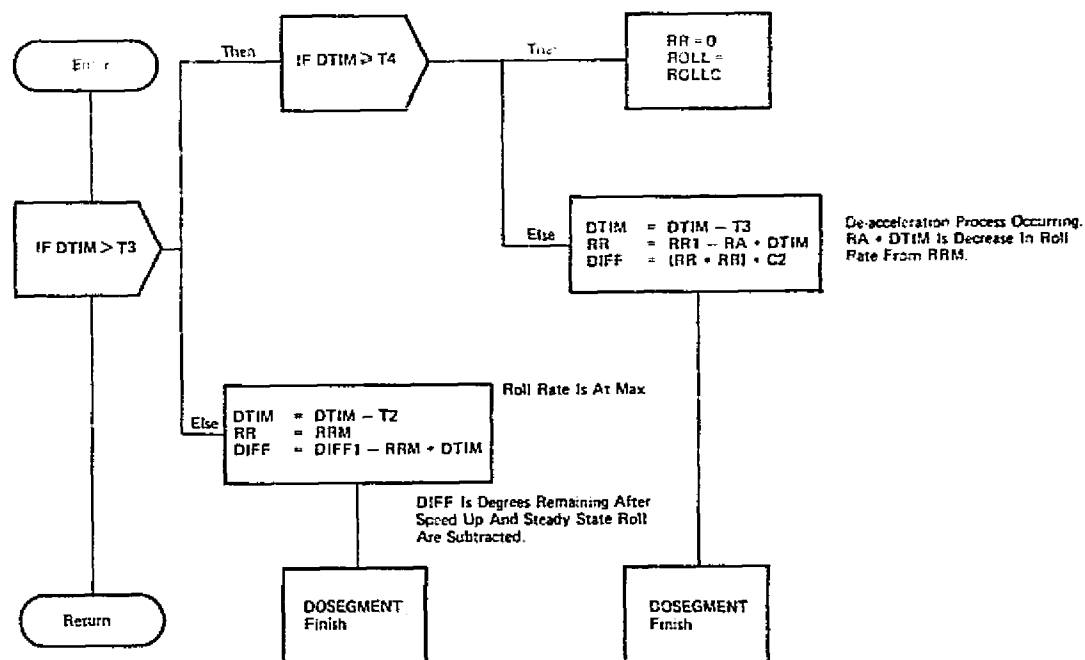 Enter
Then
IF DTIM ≥ T4
RR = 0
ROLL =
ROLLC
IF DTIM > T3
Else
DTIM = DTIM – T3
RR = RR1 – RA * DTIM
DIFF = (RR * RR) * C2
De-acceleration Process Occurring.
RA * DTIM Is Decrease In Roll
Rate From RRM.
Roll Rate Is At Max
Else
DTIM = DTIM – T2
RR = RRM
DIFF = DIFF1 – RRM * DTIM
DIFF Is Degrees Remaining After
Speed Up And Steady State Roll
Are Subtracted.
DOSEGMENT
Finish
DOSEGMENT
Finish
Return